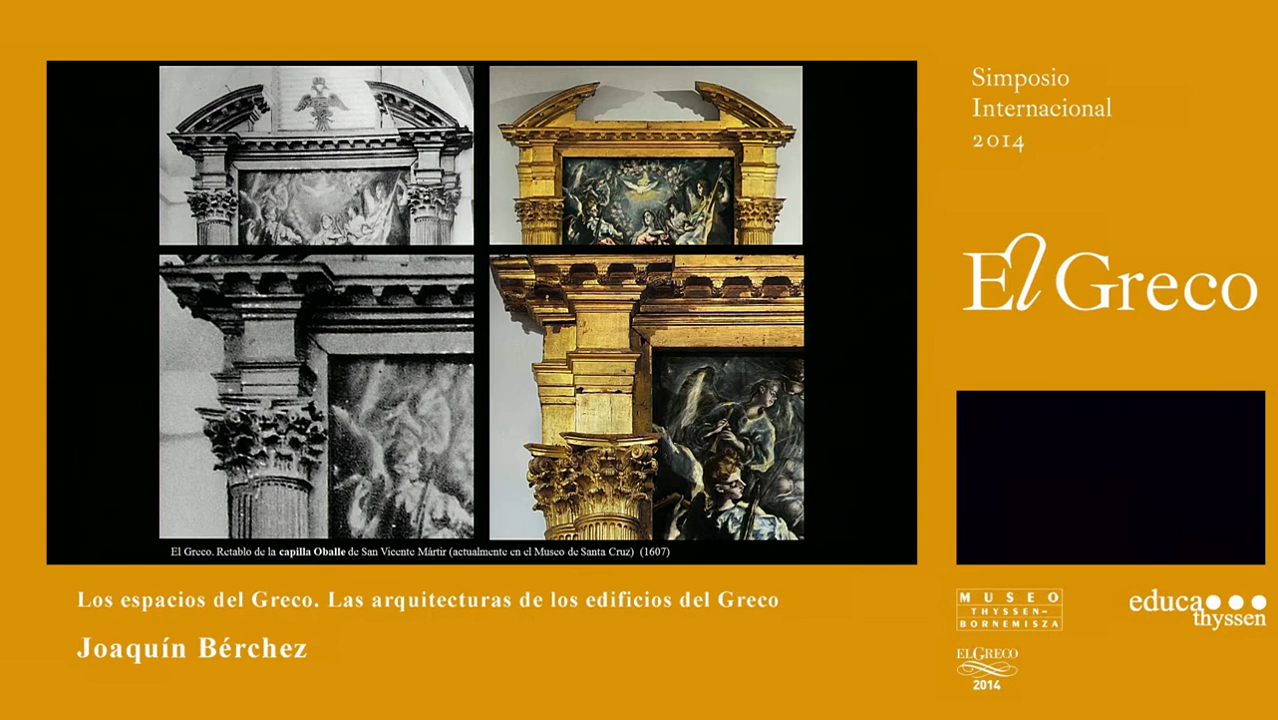 Simposio
Internacional
2014
El Greco
El Greco. Retablo de la capilla Oballe de San Vicente Mártir (actualmente en el Museo de Santa Cruz) (1607)
Los espacios del Greco. Las arquitecturas de los edificios del Greco
Joaquín Bérchez
MUSEO
THYSSEN-
BORNEMISZA
educa
thyssen
EL GRECO
2014